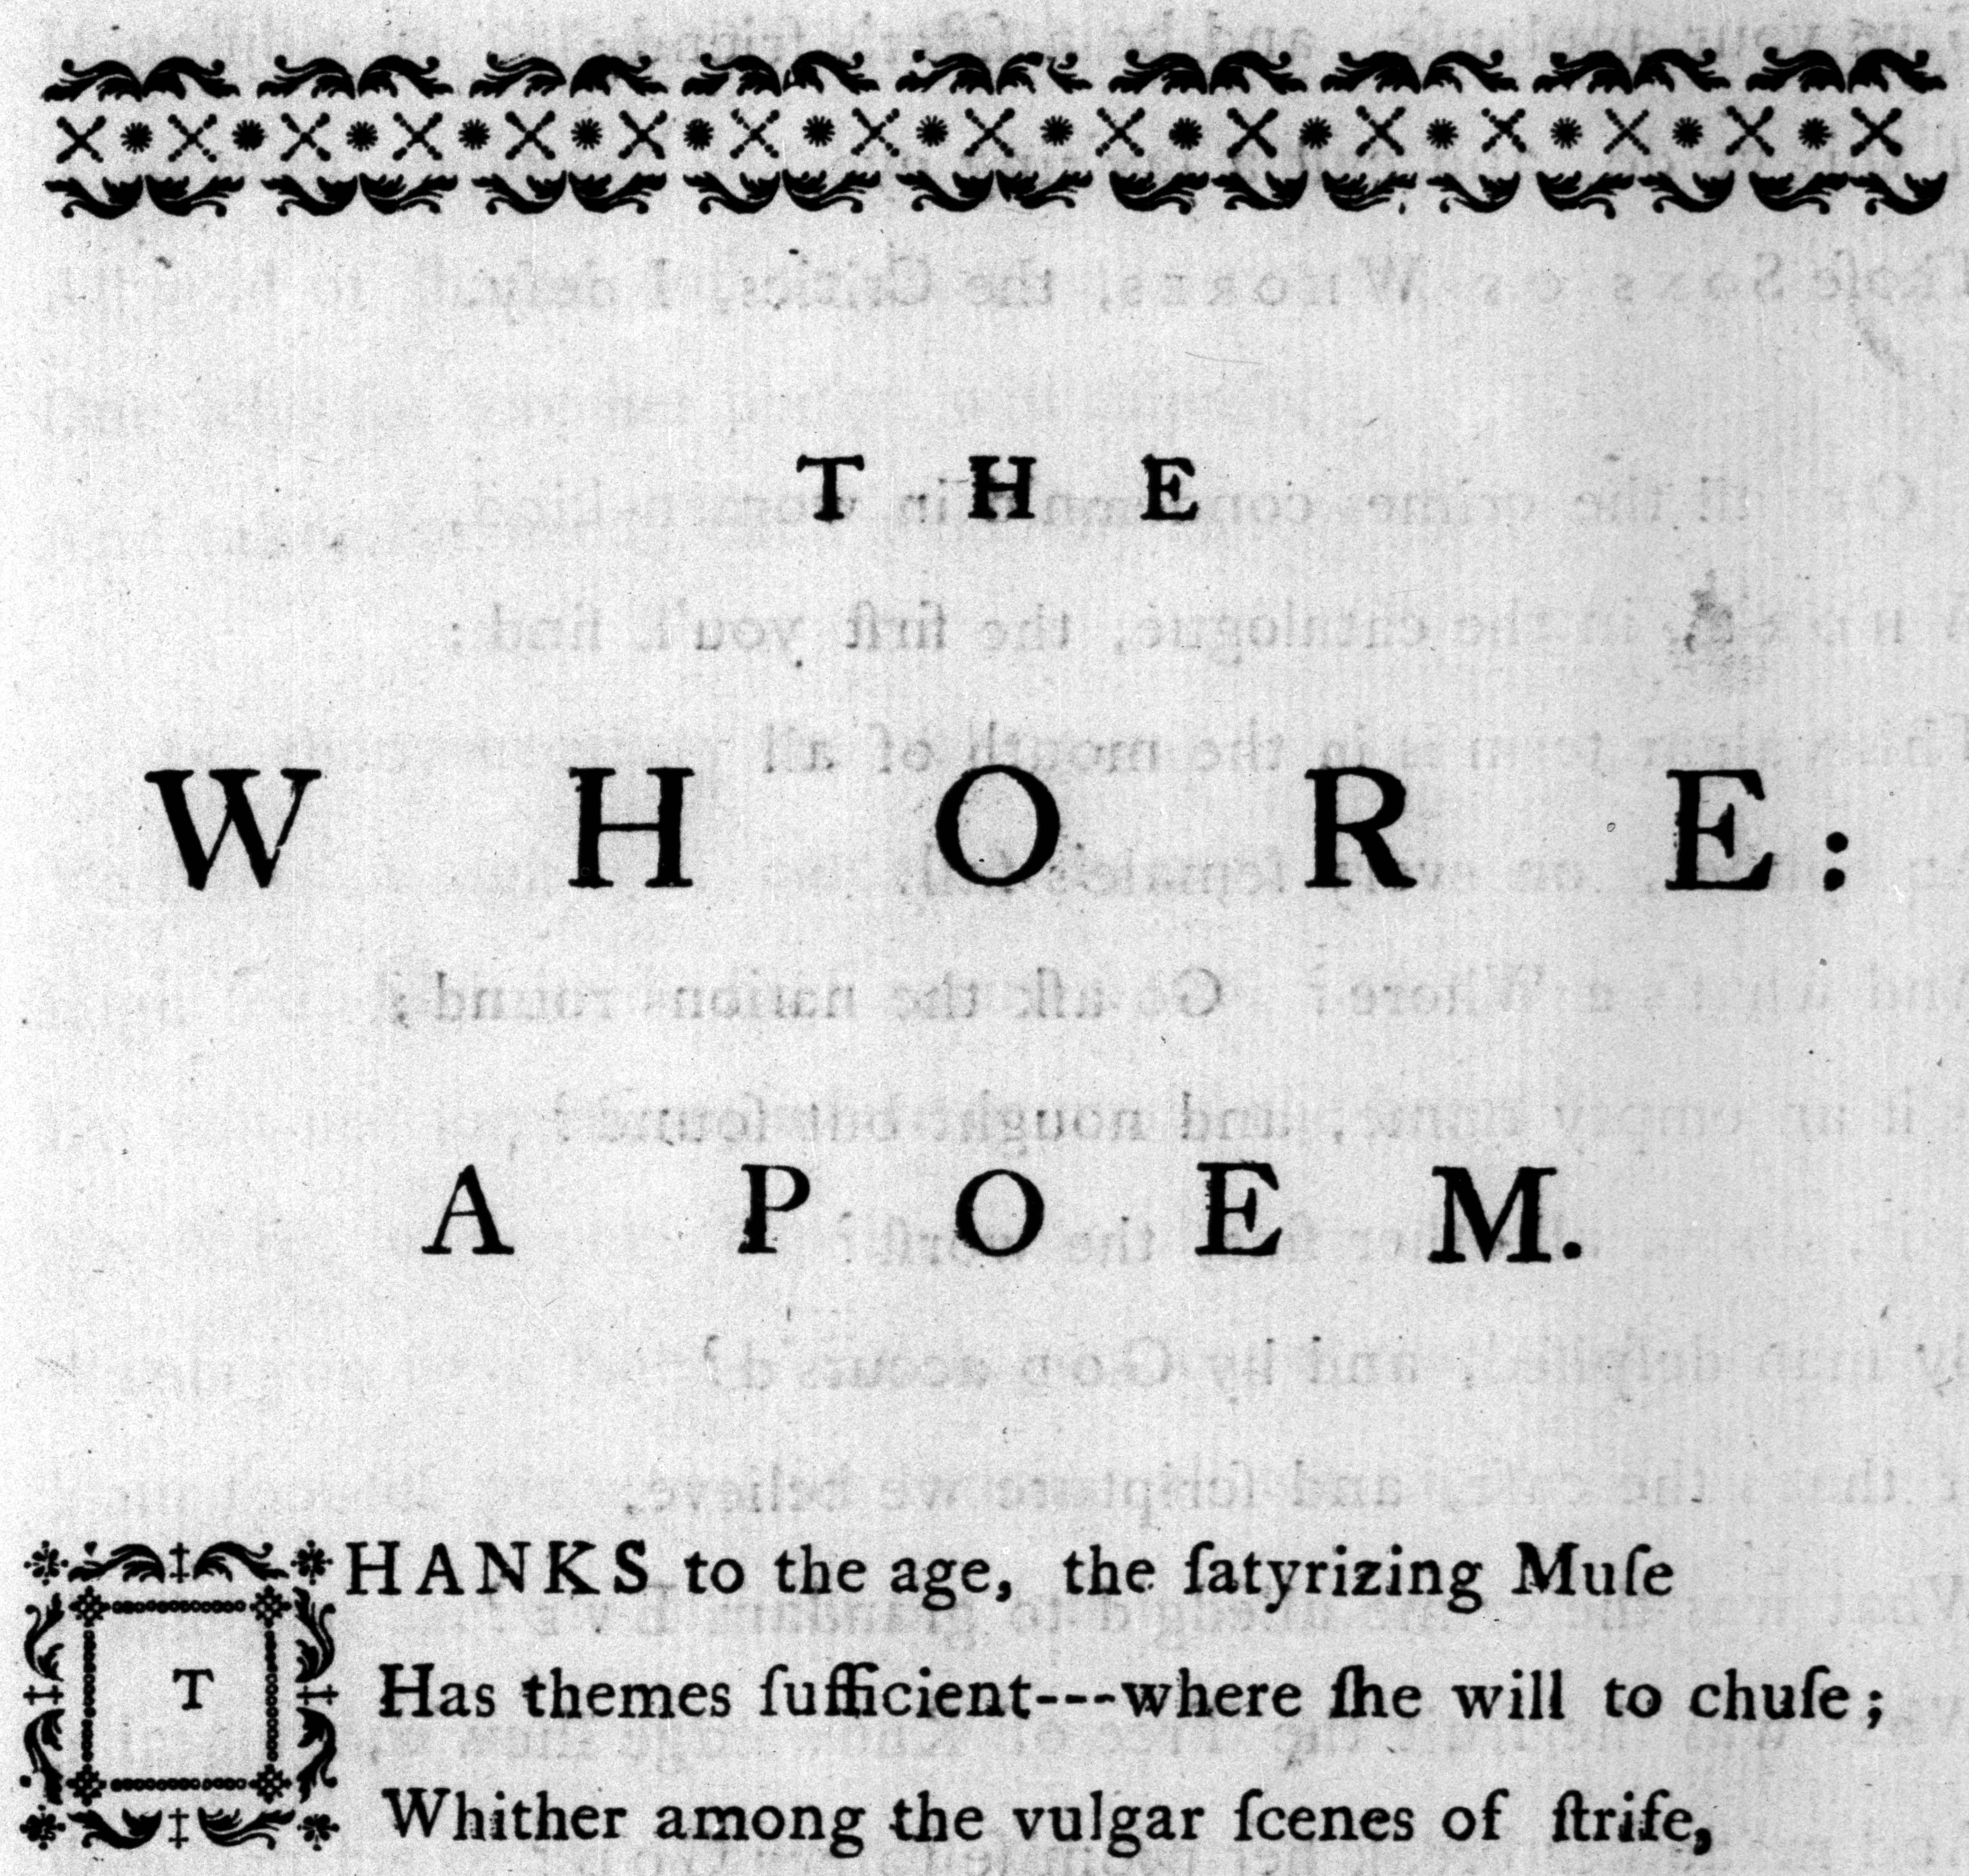 THE
WHORE:
A POEM.
THANKS to the age, the ſatyrizing Muſe
Has themes ſufficient---where ſhe will to chuſe;
Whither among the vulgar ſcenes of ſtrife,